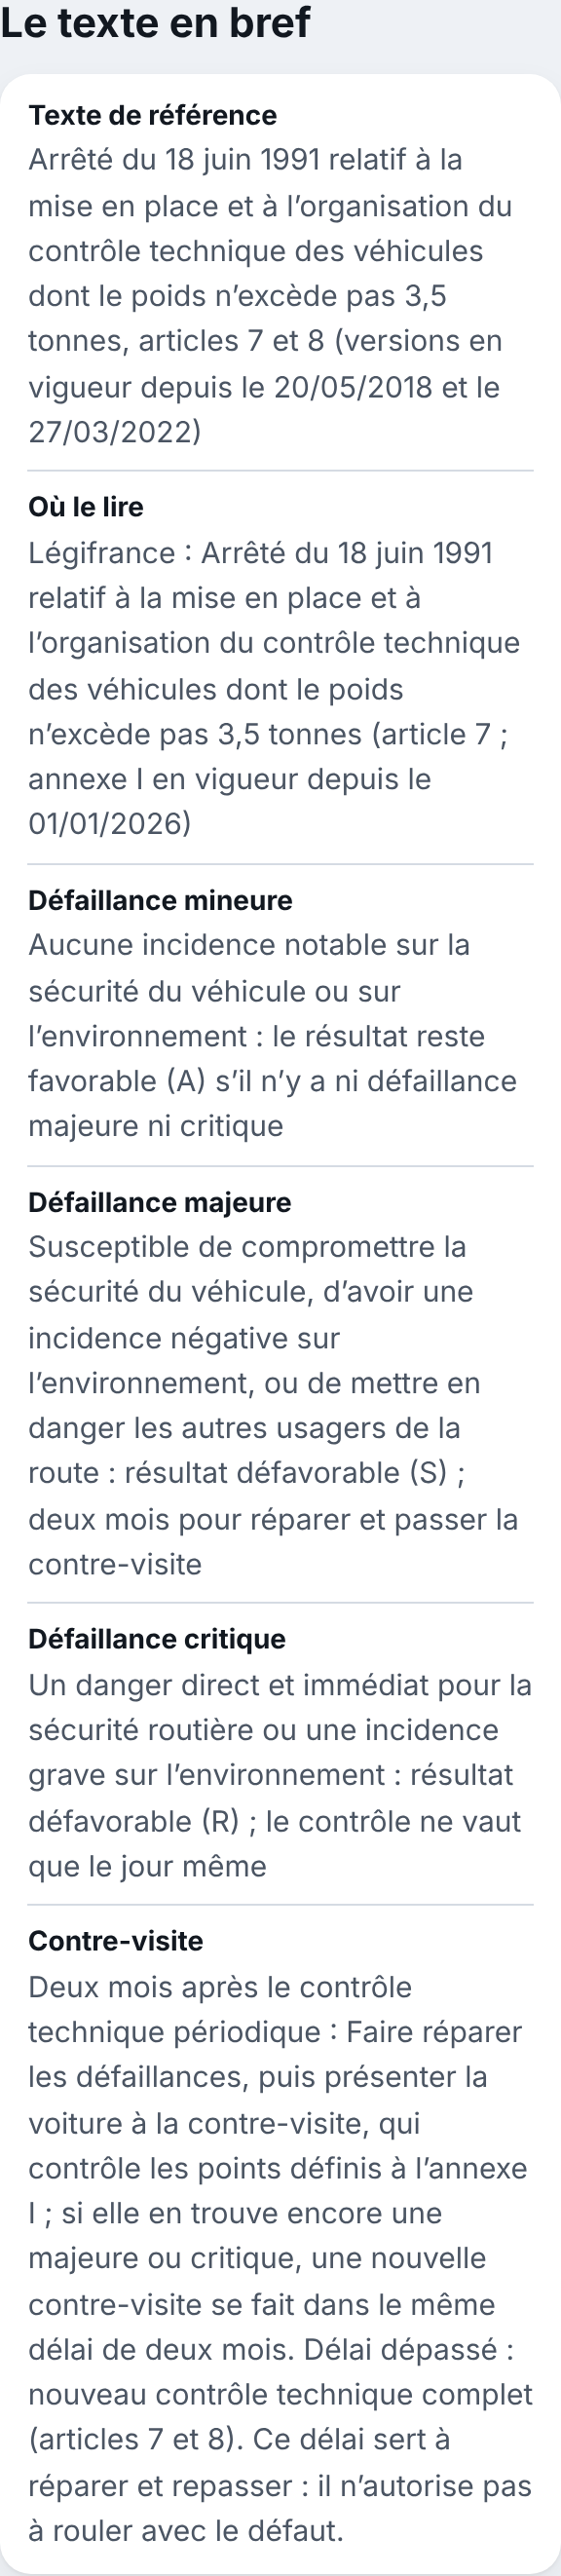 Le texte en bref
Texte de référence
Arrêté du 18 juin 1991 relatif à la
mise en place et à l’organisation du
contrôle technique des véhicules
dont le poids n’excède pas 3,5
tonnes, articles 7 et 8 (versions en
vigueur depuis le 20/05/2018 et le
27/03/2022)
Où le lire
Légifrance : Arrêté du 18 juin 1991
relatif à la mise en place et à
l’organisation du contrôle technique
des véhicules dont le poids
n’excède pas 3,5 tonnes (article 7 ;
annexe I en vigueur depuis le
01/01/2026)
Défaillance mineure
Aucune incidence notable sur la
sécurité du véhicule ou sur
l’environnement : le résultat reste
favorable (A) s’il n’y a ni défaillance
majeure ni critique
Défaillance majeure
Susceptible de compromettre la
sécurité du véhicule, d’avoir une
incidence négative sur
l’environnement, ou de mettre en
danger les autres usagers de la
route : résultat défavorable (S) ;
deux mois pour réparer et passer la
contre-visite
Défaillance critique
Un danger direct et immédiat pour la
sécurité routière ou une incidence
grave sur l’environnement : résultat
défavorable (R) ; le contrôle ne vaut
que le jour même
Contre-visite
Deux mois après le contrôle
technique périodique : Faire réparer
les défaillances, puis présenter la
voiture à la contre-visite, qui
contrôle les points définis à l’annexe
I ; si elle en trouve encore une
majeure ou critique, une nouvelle
contre-visite se fait dans le même
délai de deux mois. Délai dépassé :
nouveau contrôle technique complet
(articles 7 et 8). Ce délai sert à
réparer et repasser : il n’autorise pas
à rouler avec le défaut.